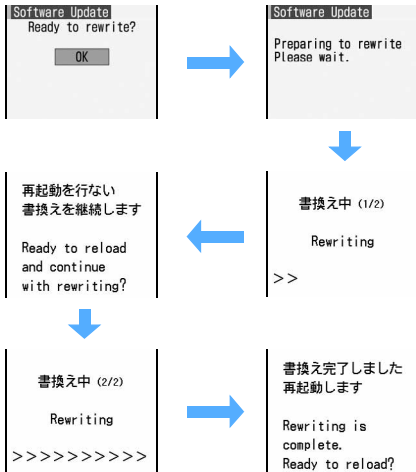 Software Update
Ready to rewrite?
OK
Software Update
Preparing to rewrite
Please wait.
書換え中 (1/2)
Rewriting
>>
再起動を行ない
書換えを継続します
Ready to reload
and continue
with rewriting?
書換え中 (2/2)
Rewriting
>>>>>>>>>>
書換え完了しました
再起動します
Rewriting is
complete.
Ready to reload?